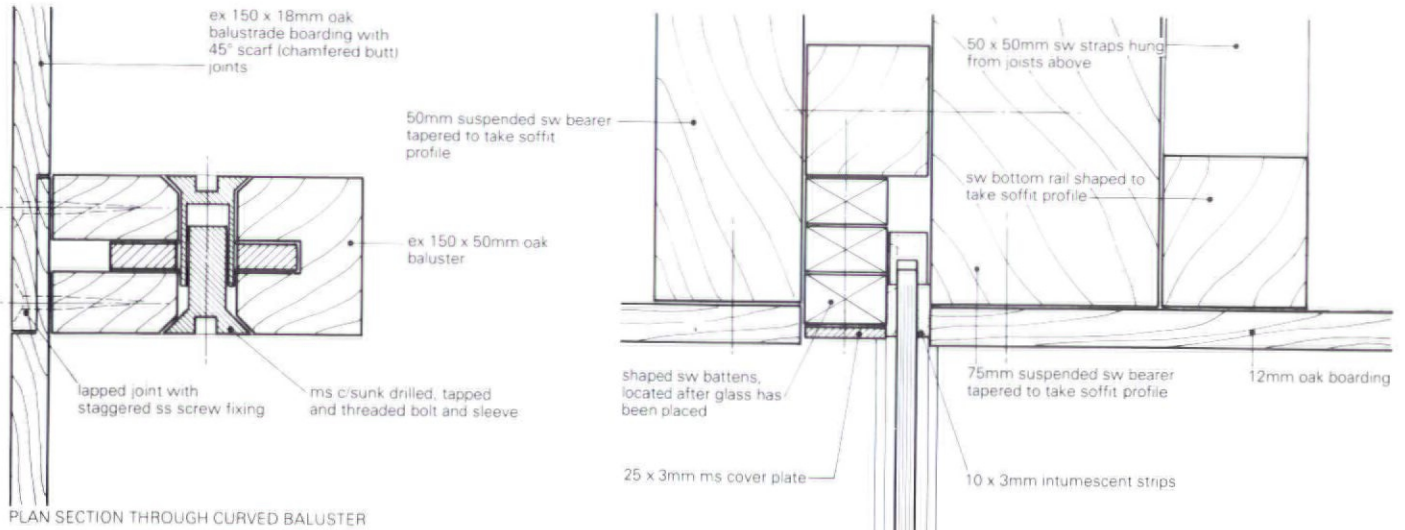 ex 150 x 18mm oak
balustrade boarding with
45° scarf (chamfered butt)
joints
50mm suspended sw bearer
tapered to take soffit
profile
ex 150 x 50mm oak
baluster
lapped joint with
staggered ss screw fixing
ms c/sunk drilled, tapped
and threaded bolt and sleeve
PLAN SECTION THROUGH CURVED BALUSTER
50 x 50mm sw straps hung
from joists above
sw bottom rail shaped to
take soffit profile
shaped sw battens,
located after glass has
been placed
75mm suspended sw bearer
tapered to take soffit profile
12mm oak boarding
25 x 3mm ms cover plate
10 x 3mm intumescent strips